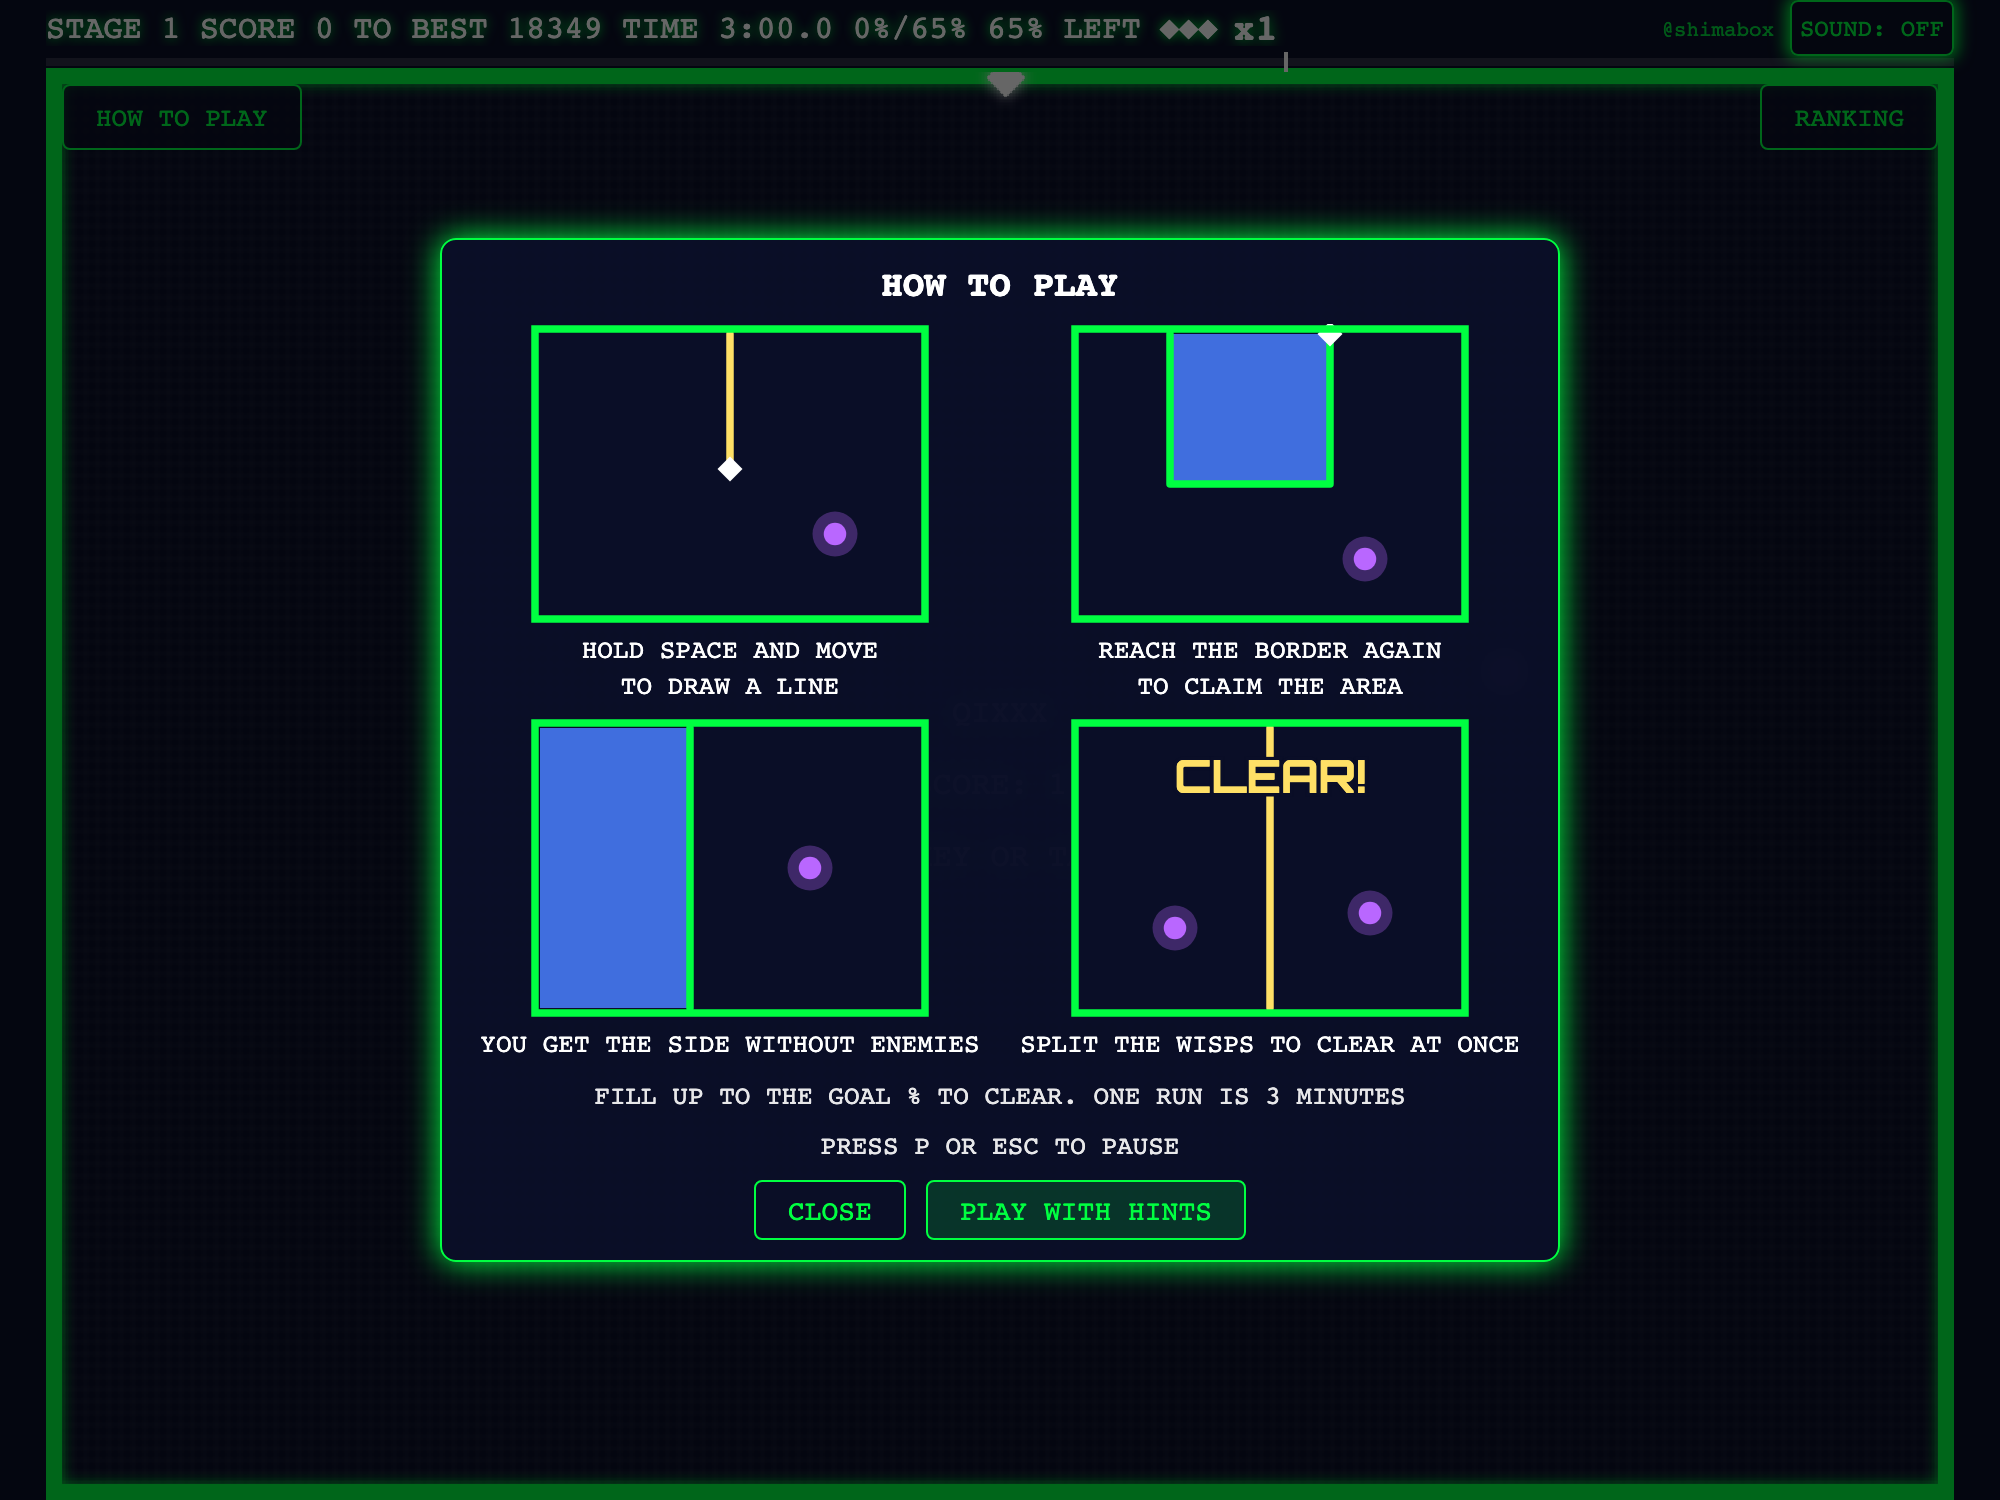 STAGE 1 SCORE 0 TO BEST 18349 TIME 3:00.0 0%/65% 65% LEFT ◆◆◆ x1
@shimabox
SOUND: OFF
HOW TO PLAY
RANKING
HOW TO PLAY
HOLD SPACE AND MOVE
TO DRAW A LINE
REACH THE BORDER AGAIN
TO CLAIM THE AREA
CLEAR!
YOU GET THE SIDE WITHOUT ENEMIES
SPLIT THE WISPS TO CLEAR AT ONCE
FILL UP TO THE GOAL % TO CLEAR. ONE RUN IS 3 MINUTES
PRESS P OR ESC TO PAUSE
CLOSE
PLAY WITH HINTS